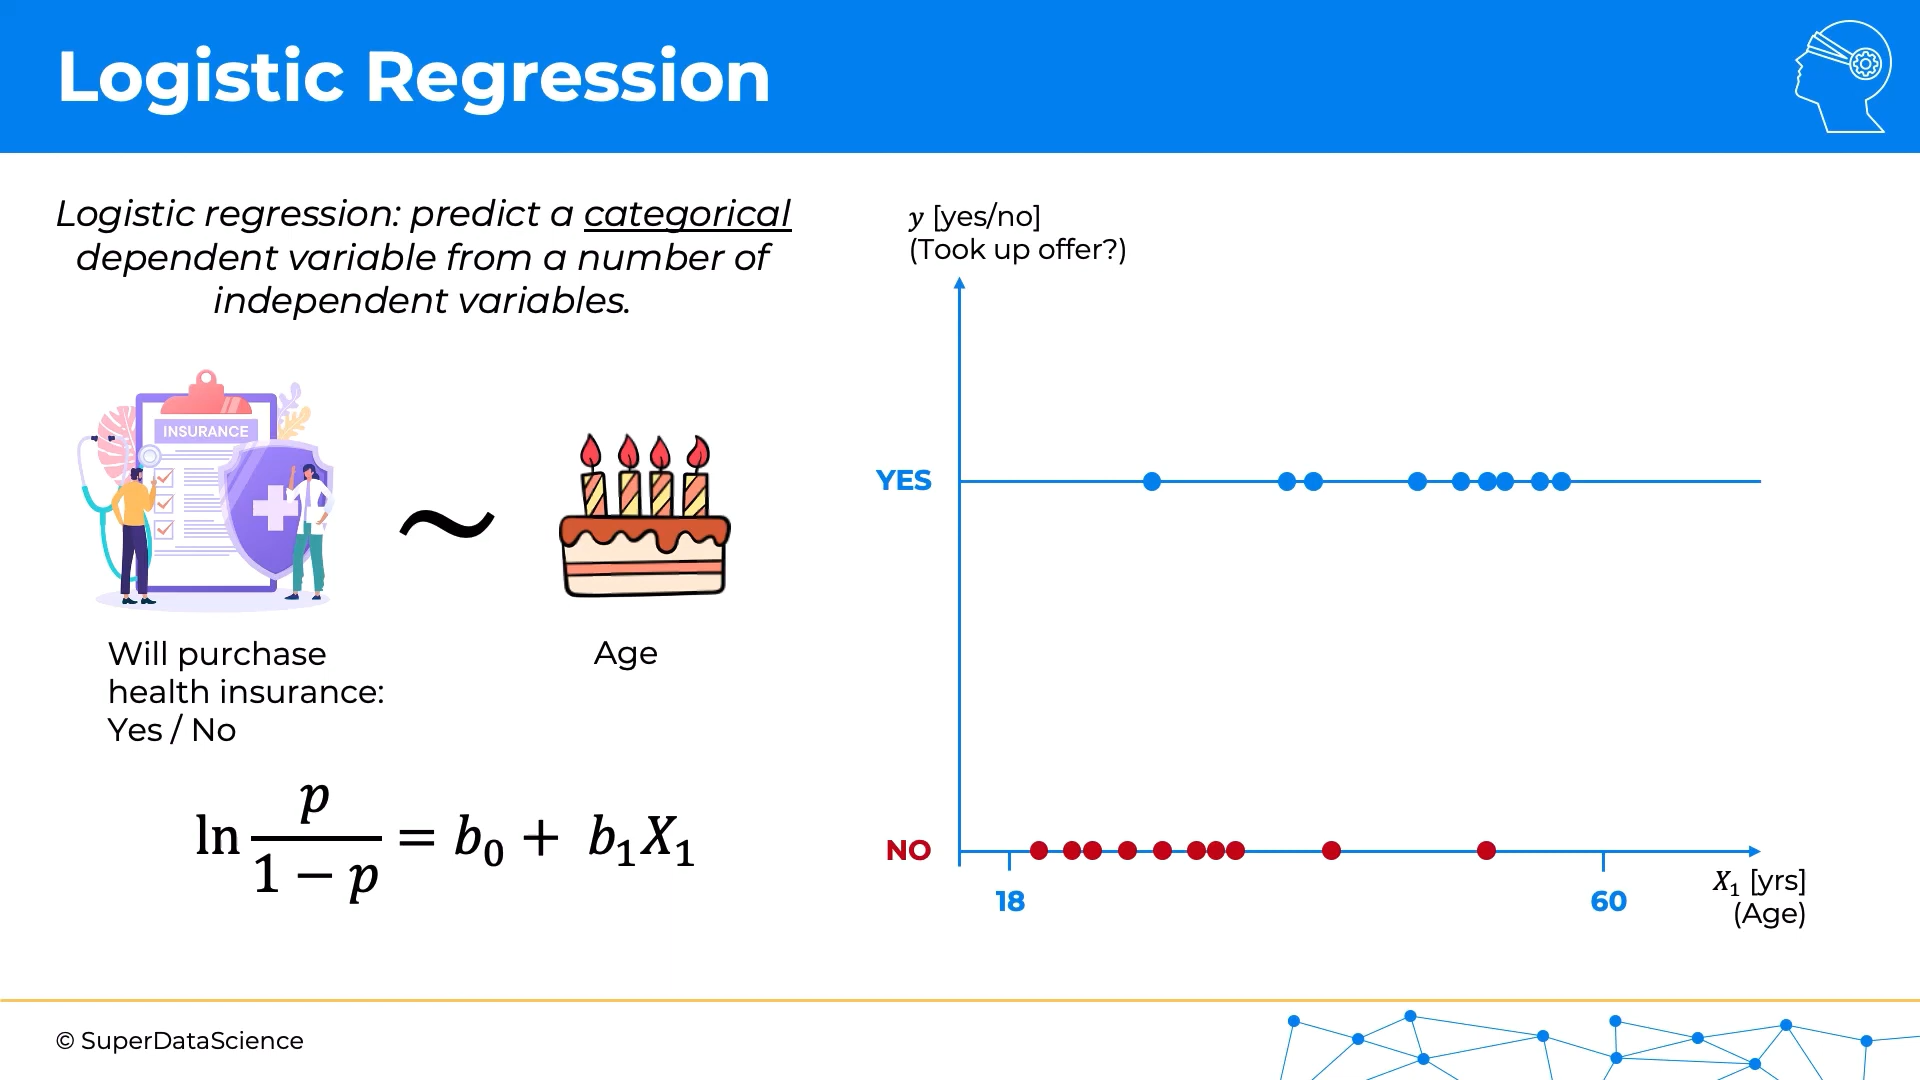 Logistic Regression
Logistic regression: predict a categorical
dependent variable from a number of
independent variables.
INSURANCE
~
Will purchase
health insurance:
Yes / No
Age
ln p/(1 − p) = b₀ + b₁X₁
y [yes/no]
(Took up offer?)
YES
NO
18
60
X₁ [yrs]
(Age)
© SuperDataScience